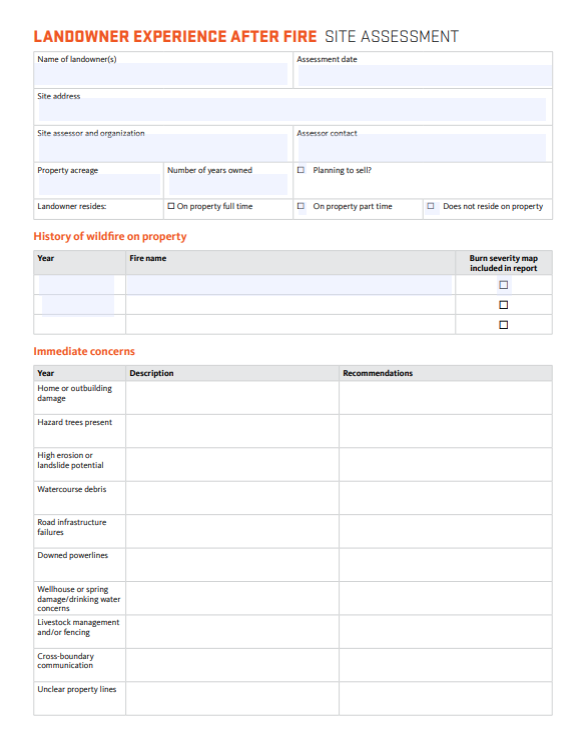 LANDOWNER EXPERIENCE AFTER FIRE SITE ASSESSMENT
Name of landowner(s) Assessment date
Site address
Site assessor and organization Assessor contact
Property acreage Number of years owned ☐ Planning to sell?
Landowner resides: ☐ On property full time ☐ On property part time ☐ Does not reside on property
History of wildfire on property
Year Fire name Burn severity map
included in report
☐
☐
☐
Immediate concerns
Year Description Recommendations
Home or outbuilding
damage
Hazard trees present
High erosion or
landslide potential
Watercourse debris
Road infrastructure
failures
Downed powerlines
Wellhouse or spring
damage/drinking water
concerns
Livestock management
and/or fencing
Cross-boundary
communication
Unclear property lines